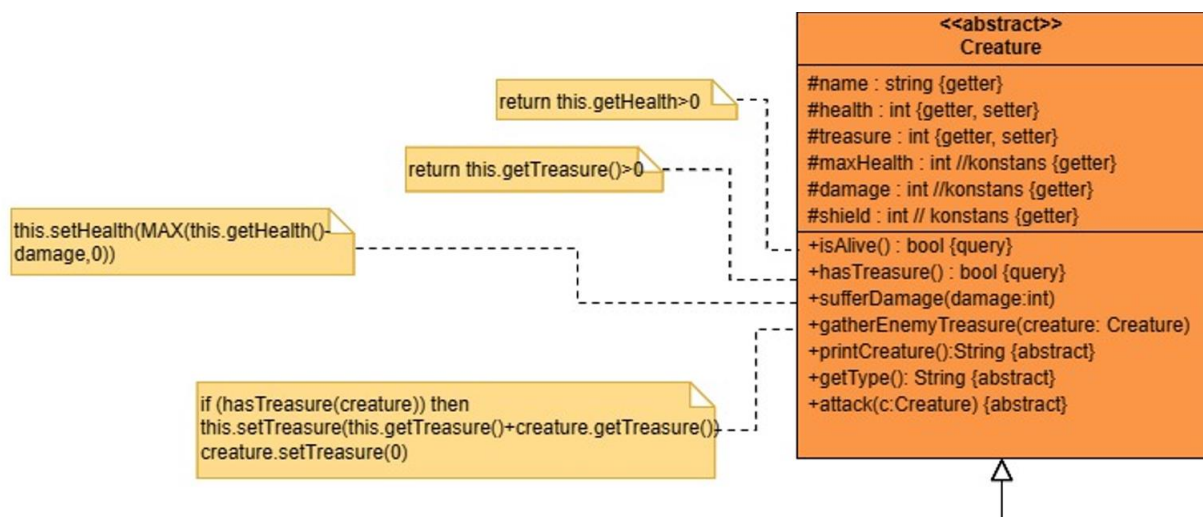 <<abstract>>
Creature
#name : string {getter}
#health : int {getter, setter}
#treasure : int {getter, setter}
#maxHealth : int //konstans {getter}
#damage : int //konstans {getter}
#shield : int // konstans {getter}
+isAlive() : bool {query}
+hasTreasure() : bool {query}
+sufferDamage(damage:int)
+gatherEnemyTreasure(creature: Creature)
+printCreature():String {abstract}
+getType(): String {abstract}
+attack(c:Creature) {abstract}
return this.getHealth>0
return this.getTreasure()>0
this.setHealth(MAX(this.getHealth()-
damage,0))
if (hasTreasure(creature)) then
this.setTreasure(this.getTreasure()+creature.getTreasure())
creature.setTreasure(0)